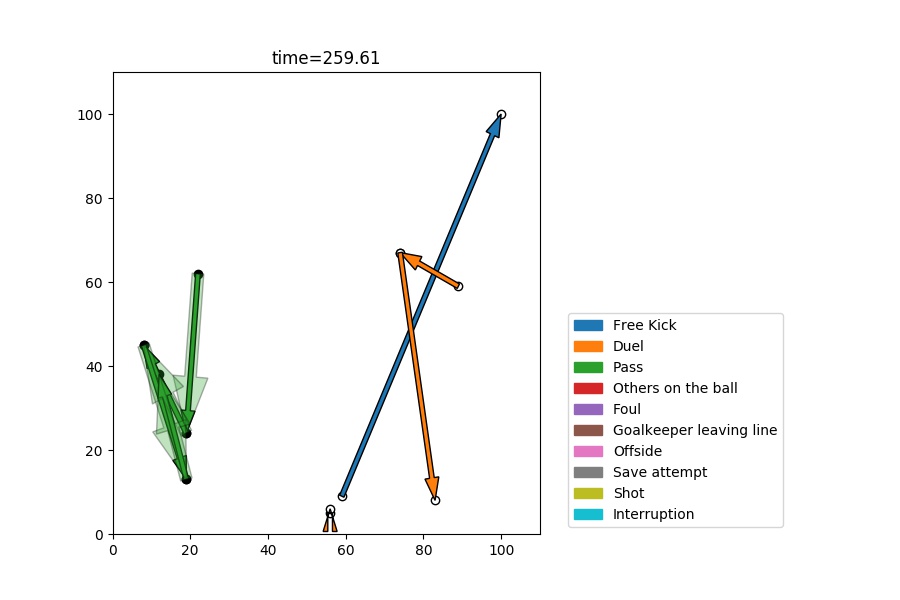 time=259.61
100
80
60
40
20
0
0 20 40 60 80 100
Free Kick
Duel
Pass
Others on the ball
Foul
Goalkeeper leaving line
Offside
Save attempt
Shot
Interruption